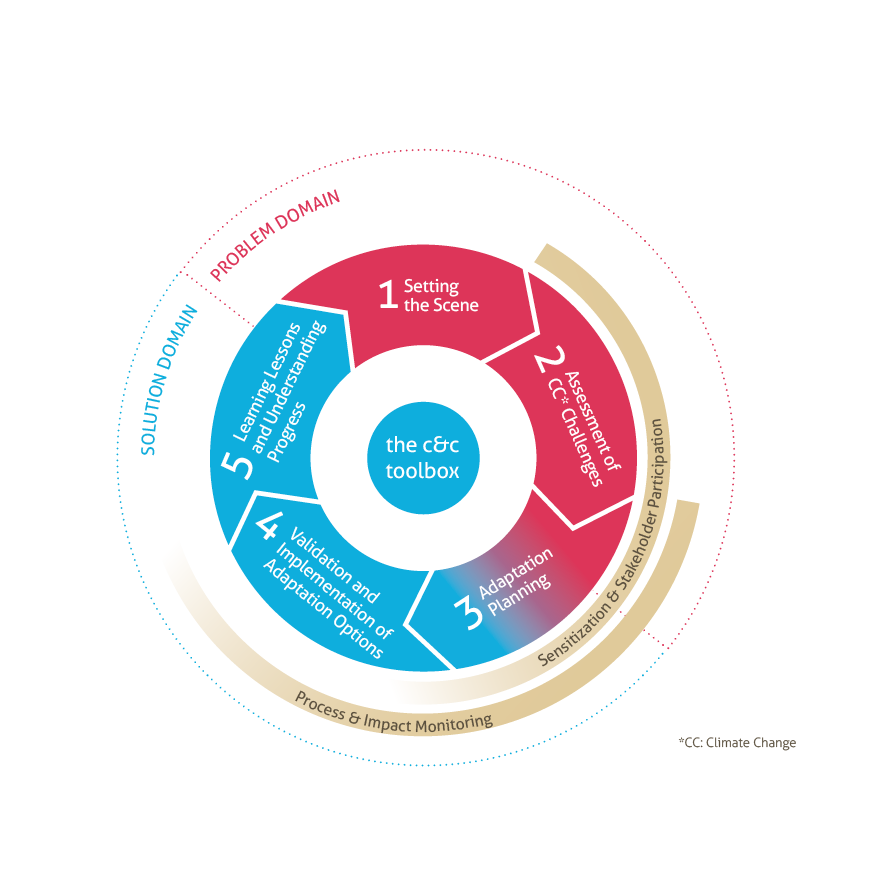 PROBLEM DOMAIN
SOLUTION DOMAIN
1 Setting
the Scene
2 Assessment of
CC* Challenges
3 Adaptation
Planning
4 Validation and
Implementation of
Adaptation Options
5 Learning Lessons
and Understanding
Progress
the c&c
toolbox
Sensitization & Stakeholder Participation
Process & Impact Monitoring
*CC: Climate Change